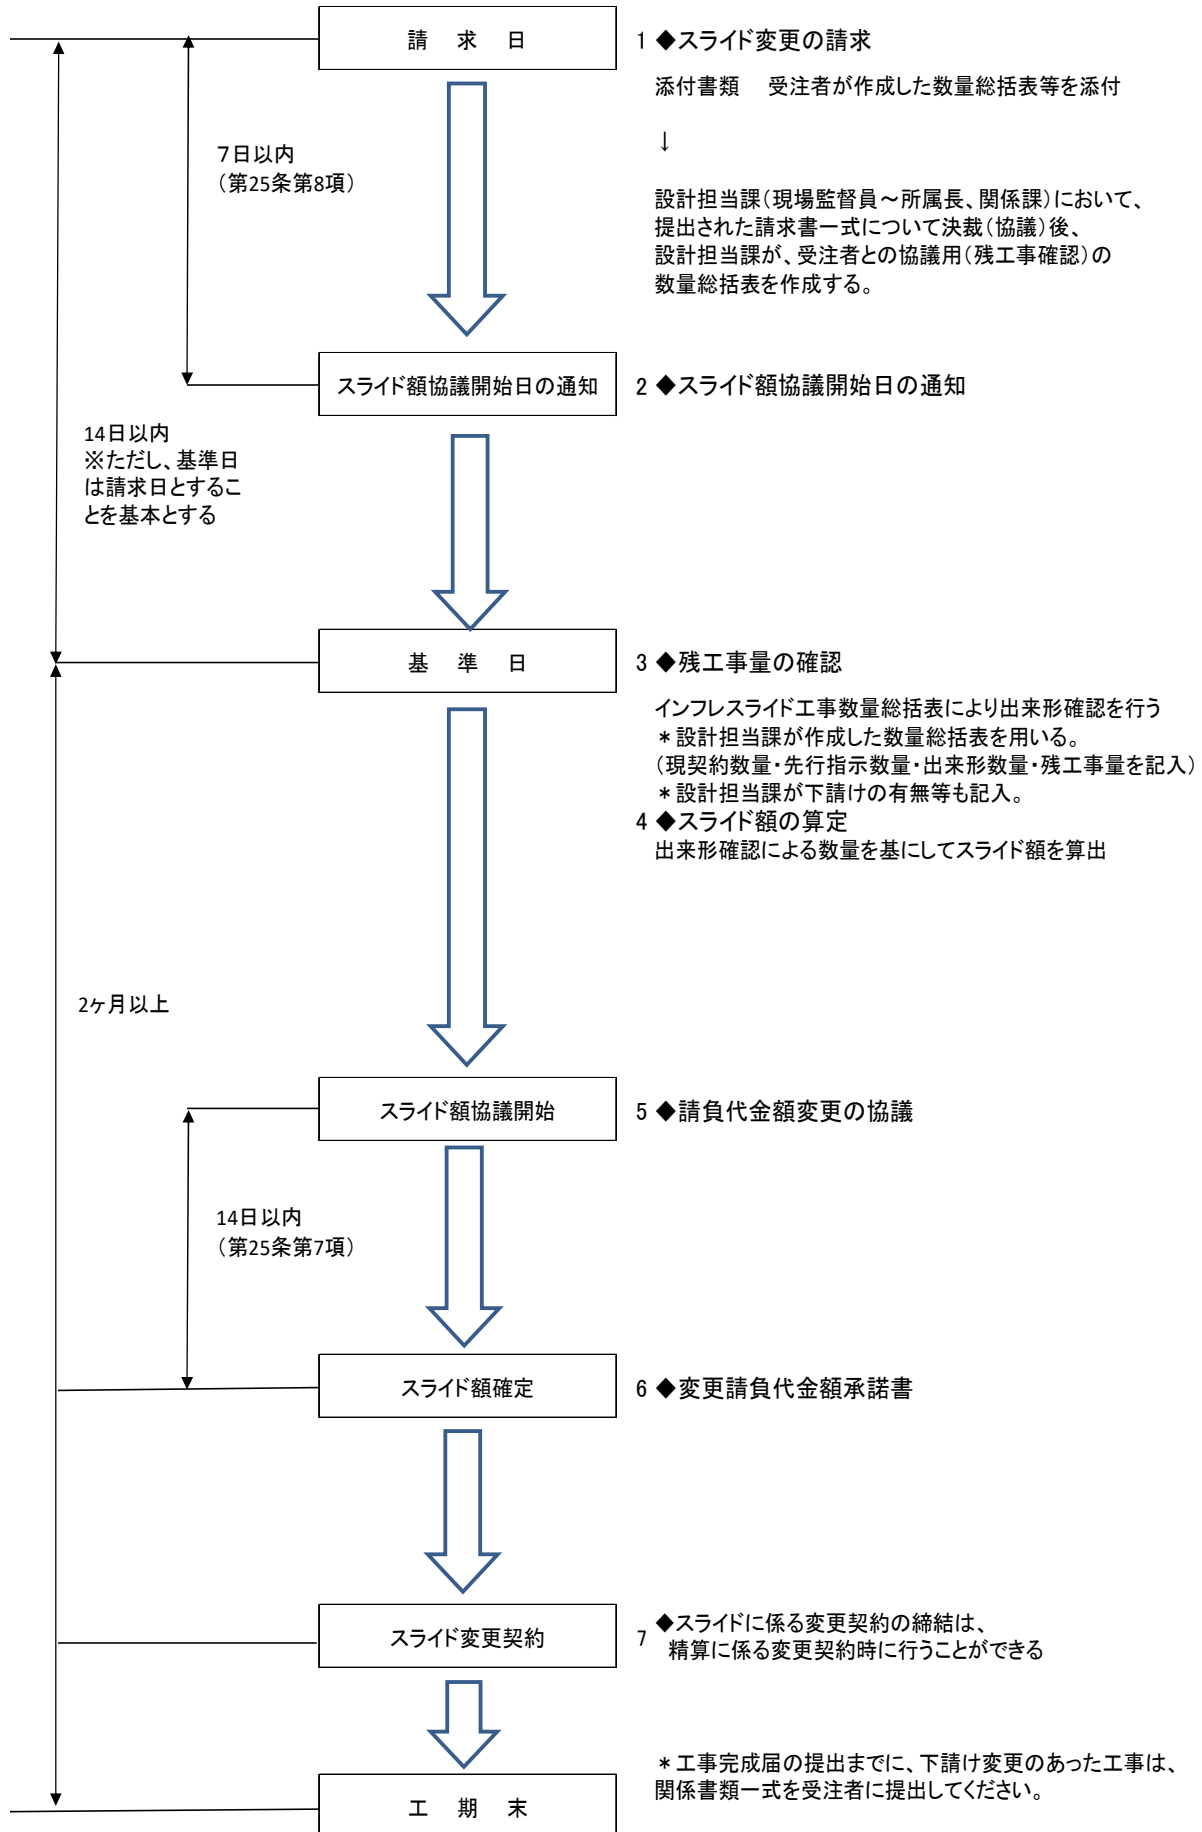 請 求 日
1 ◆スライド変更の請求
添付書類 受注者が作成した数量総括表等を添付
↓
7日以内
(第25条第8項)
設計担当課(現場監督員～所属長、関係課)において、
提出された請求書一式について決裁(協議)後、
設計担当課が、受注者との協議用(残工事確認)の
数量総括表を作成する。
スライド額協議開始日の通知
2 ◆スライド額協議開始日の通知
14日以内
※ただし、基準日
は請求日とするこ
とを基本とする
基 準 日
3 ◆残工事量の確認
インフレスライド工事数量総括表により出来形確認を行う
＊設計担当課が作成した数量総括表を用いる。
(現契約数量・先行指示数量・出来形数量・残工事量を記入)
＊設計担当課が下請けの有無等も記入。
4 ◆スライド額の算定
出来形確認による数量を基にしてスライド額を算出
2ヶ月以上
スライド額協議開始
5 ◆請負代金額変更の協議
14日以内
(第25条第7項)
スライド額確定
6 ◆変更請負代金額承諾書
スライド変更契約
7 ◆スライドに係る変更契約の締結は、
精算に係る変更契約時に行うことができる
＊工事完成届の提出までに、下請け変更のあった工事は、
関係書類一式を受注者に提出してください。
工 期 末